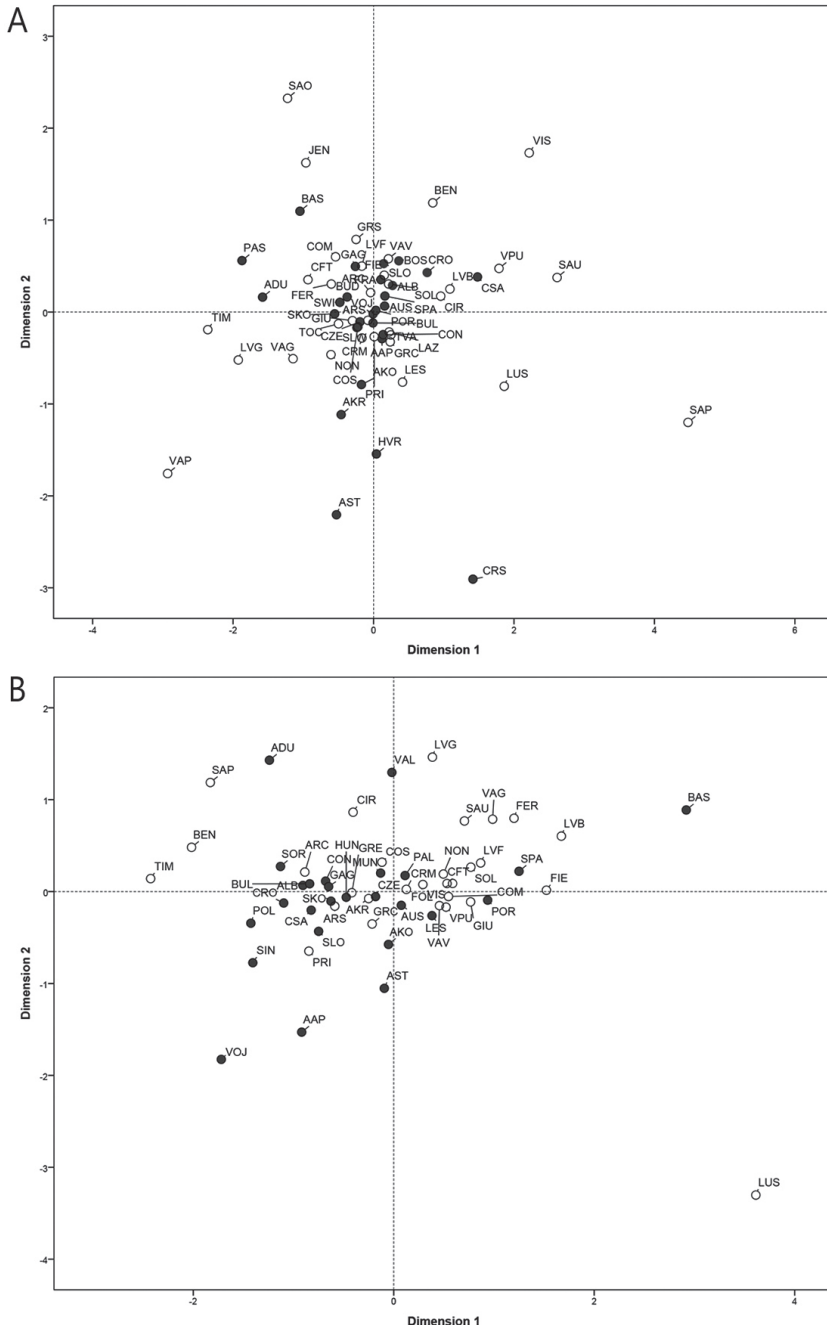 A
3
SAO
VIS
2
JEN
BEN
BAS
1
GRS
PAS
COM
LVF
VAV
GAG
BOS
CRO
VPU
CFT
FIE
SLO
SAU
ADU
ARC
LVB
FER
BUD
ALB
CSA
SWI
VOJ
SOL
CIR
SKO
GIU
ARS
AUS
SPA
0
TIM
TOC
POR
BUL
CZE
SLW
TVA
CON
LVG
VAG
CRM
AAP
GRC
LAZ
NON
AKO
LES
LUS
COS
PRI
-1
AKR
SAP
HVR
VAP
-2
AST
CRS
-3
-4
-2
0
2
4
6
Dimension 1
Dimension 2
B
2
ADU
VAL
LVG
SAP
VAG
BAS
CIR
SAU
FER
1
LVB
BEN
ARC
HUN
GRE
COS
NON
LVF
TIM
SOR
CON
MUN
PAL
SPA
CRM
CFT
BUL
ALB
GAG
CZE
SOL
FIE
0
CRO
SKO
FOL
VIS
COM
POL
CSA
ARS
AKR
GRC
AUS
LES
VPU
GIU
POR
SIN
SLO
AKO
VAV
PRI
-1
AST
AAP
VOJ
-2
-3
LUS
-4
-2
0
2
4
Dimension 1
Dimension 2